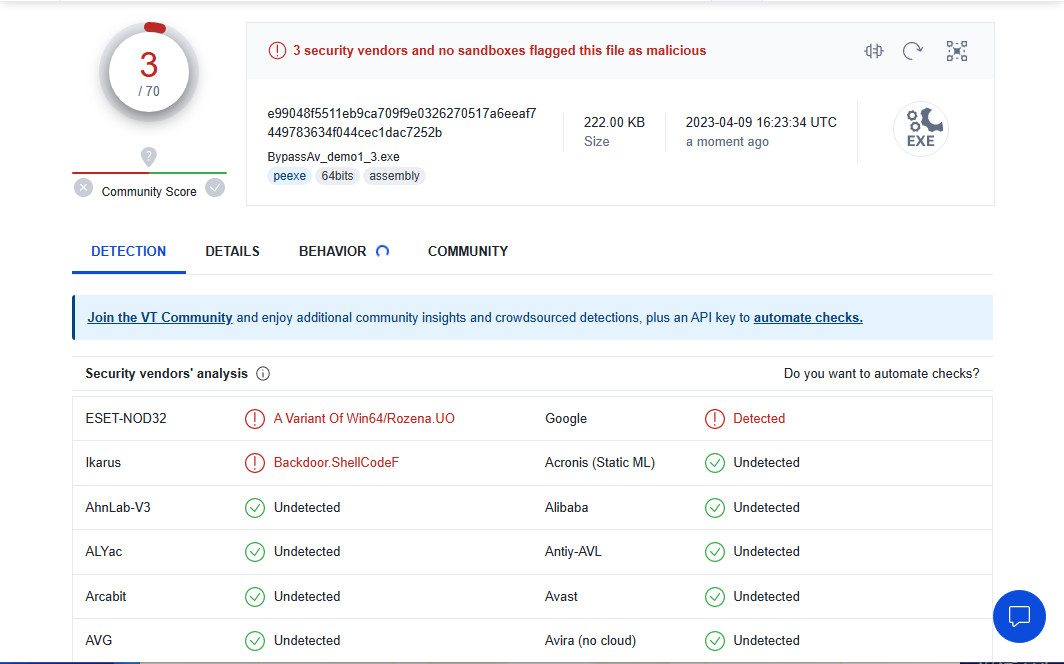 3
/ 70
?
Community Score
3 security vendors and no sandboxes flagged this file as malicious
e99048f5511eb9ca709f9e0326270517a6eeaf7
449783634f044cec1dac7252b
BypassAv_demo1_3.exe
peexe 64bits assembly
222.00 KB
Size
2023-04-09 16:23:34 UTC
a moment ago
EXE
DETECTION DETAILS BEHAVIOR COMMUNITY
Join the VT Community and enjoy additional community insights and crowdsourced detections, plus an API key to automate checks.
Security vendors' analysis Do you want to automate checks?
ESET-NOD32 A Variant Of Win64/Rozena.UO Google Detected
Ikarus Backdoor.ShellCodeF Acronis (Static ML) Undetected
AhnLab-V3 Undetected Alibaba Undetected
ALYac Undetected Antiy-AVL Undetected
Arcabit Undetected Avast Undetected
AVG Undetected Avira (no cloud) Undetected